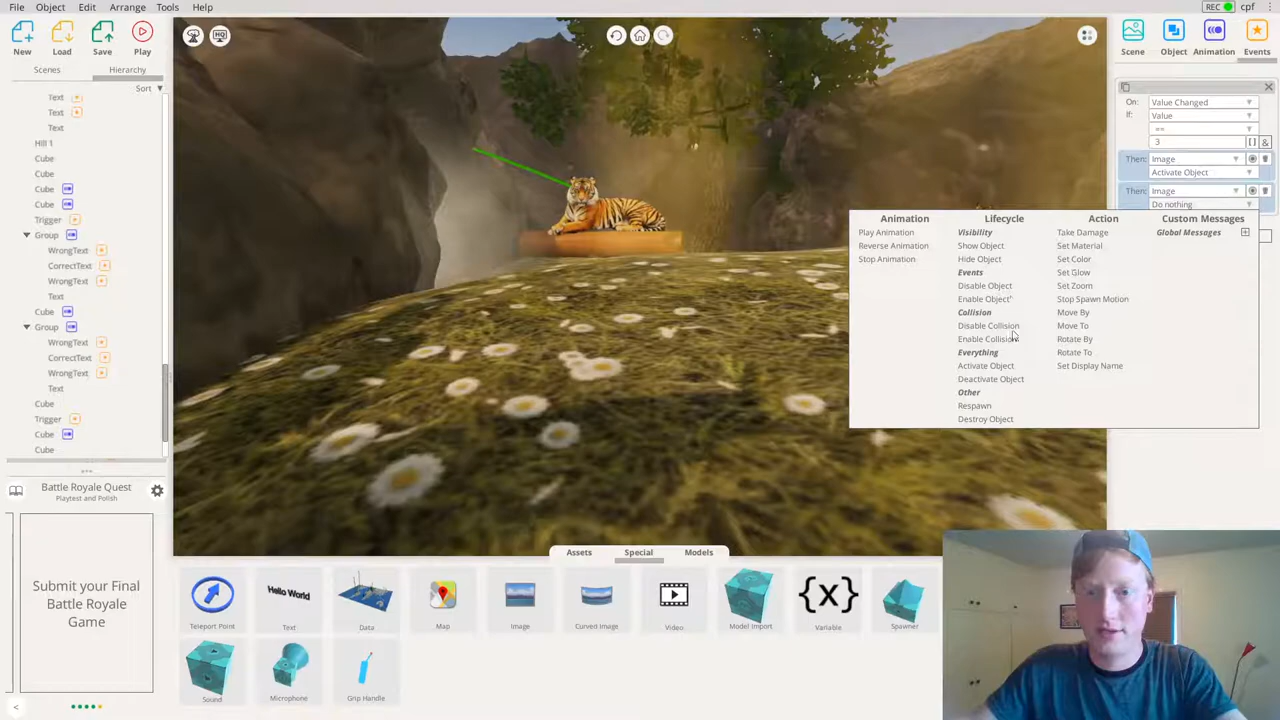 File Object Edit Arrange Tools Help
REC cpf
New Load Save Play
Scene Object Animation Events
Scenes Hierarchy
Sort
Text
Text
Text
Hill 1
Cube
Cube
Cube
Cube
Trigger
Group
WrongText
CorrectText
WrongText
Text
Cube
Group
WrongText
CorrectText
WrongText
Text
Cube
Trigger
Cube
Cube
On: Value Changed
If: Value
==
3 [ ] &
Then: Image
Activate Object
Then: Image
Do nothing
Animation Lifecycle Action Custom Messages
Play Animation Visibility Take Damage Global Messages
Reverse Animation Show Object Set Material
Stop Animation Hide Object Set Color
Events Set Glow
Disable Object Set Zoom
Enable Object Stop Spawn Motion
Collision Move By
Disable Collision Move To
Enable Collision Rotate By
Everything Rotate To
Activate Object Set Display Name
Deactivate Object
Other
Respawn
Destroy Object
Battle Royale Quest
Playtest and Polish
Submit your Final
Battle Royale
Game
<
HQ
Assets Special Models
Hello World
{x}
Teleport Point Text Data Map Image Curved Image Video Model Import Variable Spawner
Sound Microphone Grip Handle